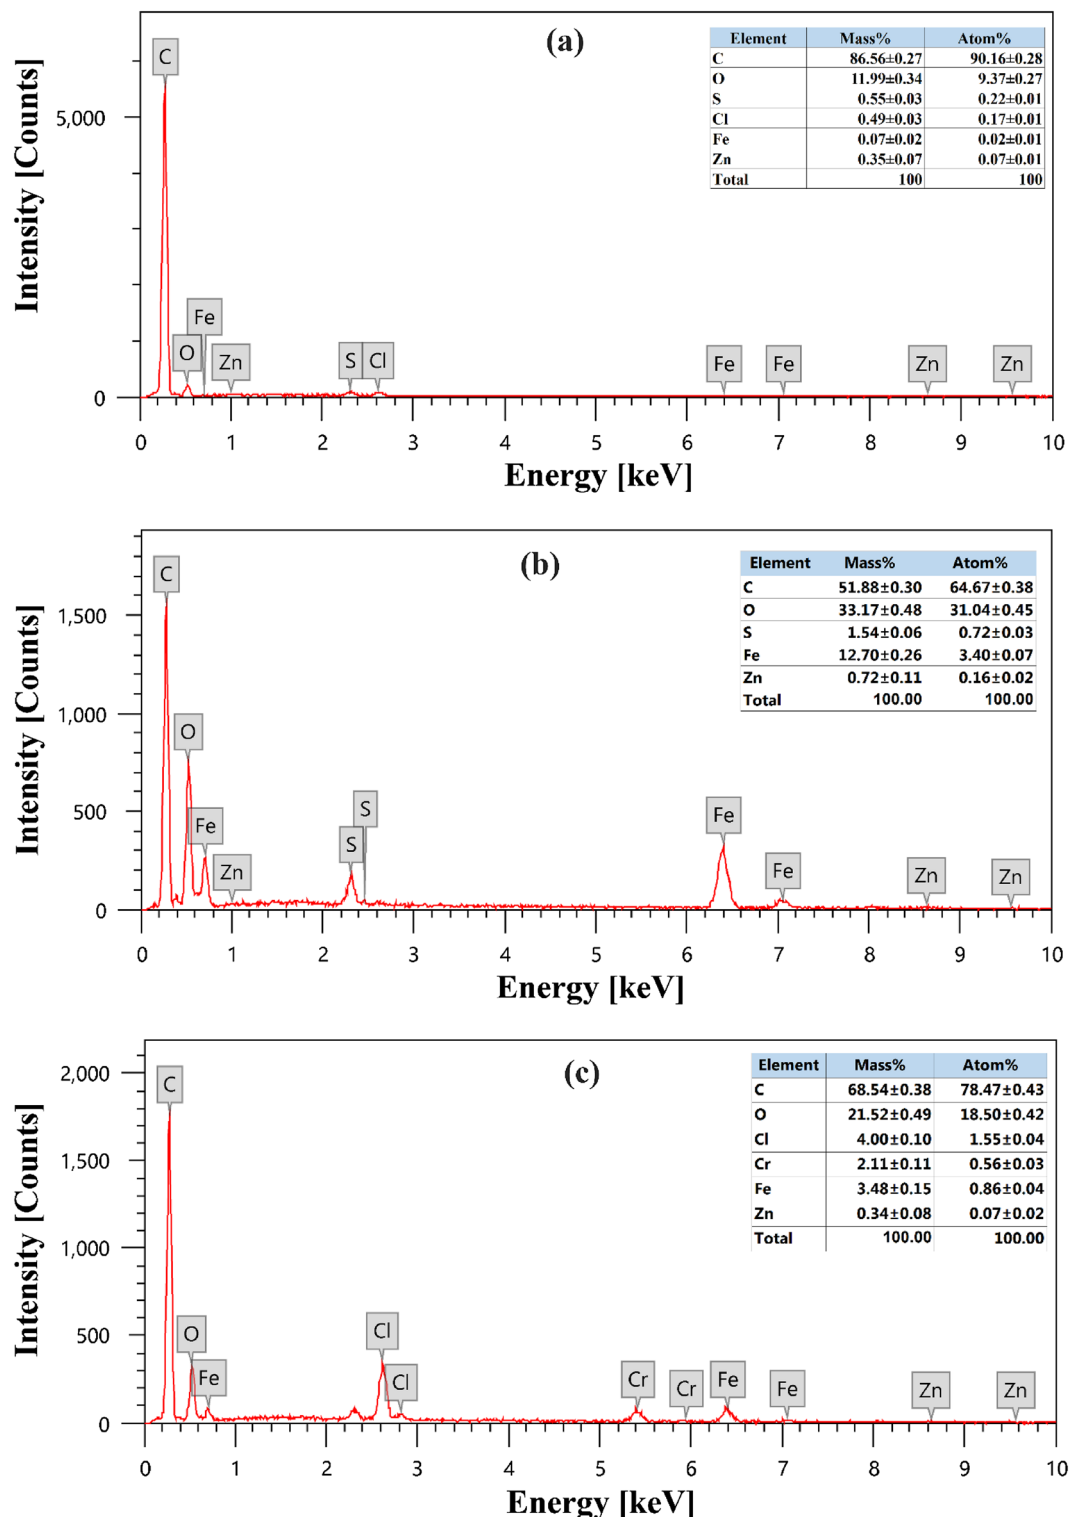 (a)
Element Mass% Atom%
C 86.56±0.27 90.16±0.28
O 11.99±0.34 9.37±0.27
S 0.55±0.03 0.22±0.01
Cl 0.49±0.03 0.17±0.01
Fe 0.07±0.02 0.02±0.01
Zn 0.35±0.07 0.07±0.01
Total 100 100
Intensity [Counts]
5,000
0
C
O
Fe
Zn
S
Cl
Fe
Fe
Zn
Zn
0 1 2 3 4 5 6 7 8 9 10
Energy [keV]
(b)
Element Mass% Atom%
C 51.88±0.30 64.67±0.38
O 33.17±0.48 31.04±0.45
S 1.54±0.06 0.72±0.03
Fe 12.70±0.26 3.40±0.07
Zn 0.72±0.11 0.16±0.02
Total 100.00 100.00
Intensity [Counts]
1,500
1,000
500
0
C
O
Fe
Zn
S
S
Fe
Fe
Zn
Zn
0 1 2 3 4 5 6 7 8 9 10
Energy [keV]
(c)
Element Mass% Atom%
C 68.54±0.38 78.47±0.43
O 21.52±0.49 18.50±0.42
Cl 4.00±0.10 1.55±0.04
Cr 2.11±0.11 0.56±0.03
Fe 3.48±0.15 0.86±0.04
Zn 0.34±0.08 0.07±0.02
Total 100.00 100.00
Intensity [Counts]
2,000
1,500
1,000
500
0
C
O
Fe
Cl
Cl
Cr
Cr
Fe
Fe
Zn
Zn
0 1 2 3 4 5 6 7 8 9 10
Energy [keV]